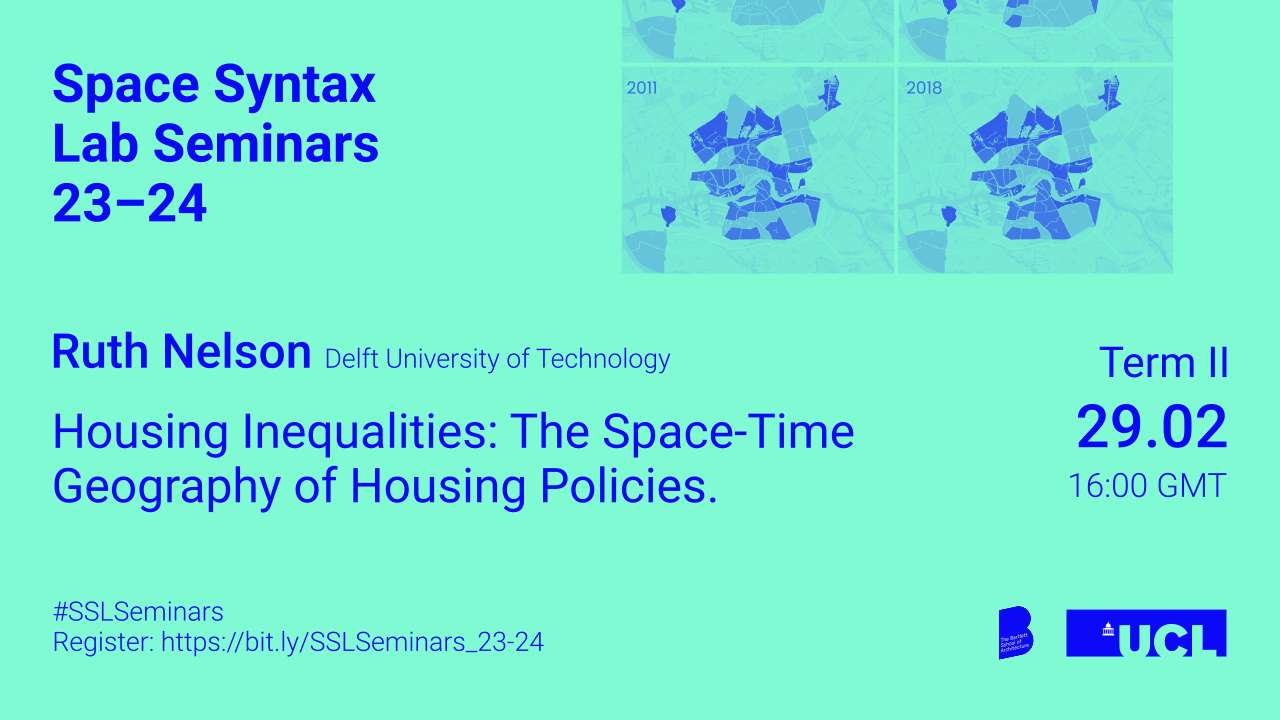 Space Syntax
Lab Seminars
23–24
2011
2018
Ruth Nelson Delft University of Technology
Housing Inequalities: The Space-Time
Geography of Housing Policies.
Term II
29.02
16:00 GMT
#SSLSeminars
Register: https://bit.ly/SSLSeminars_23-24
The Bartlett
School of
Architecture
UCL